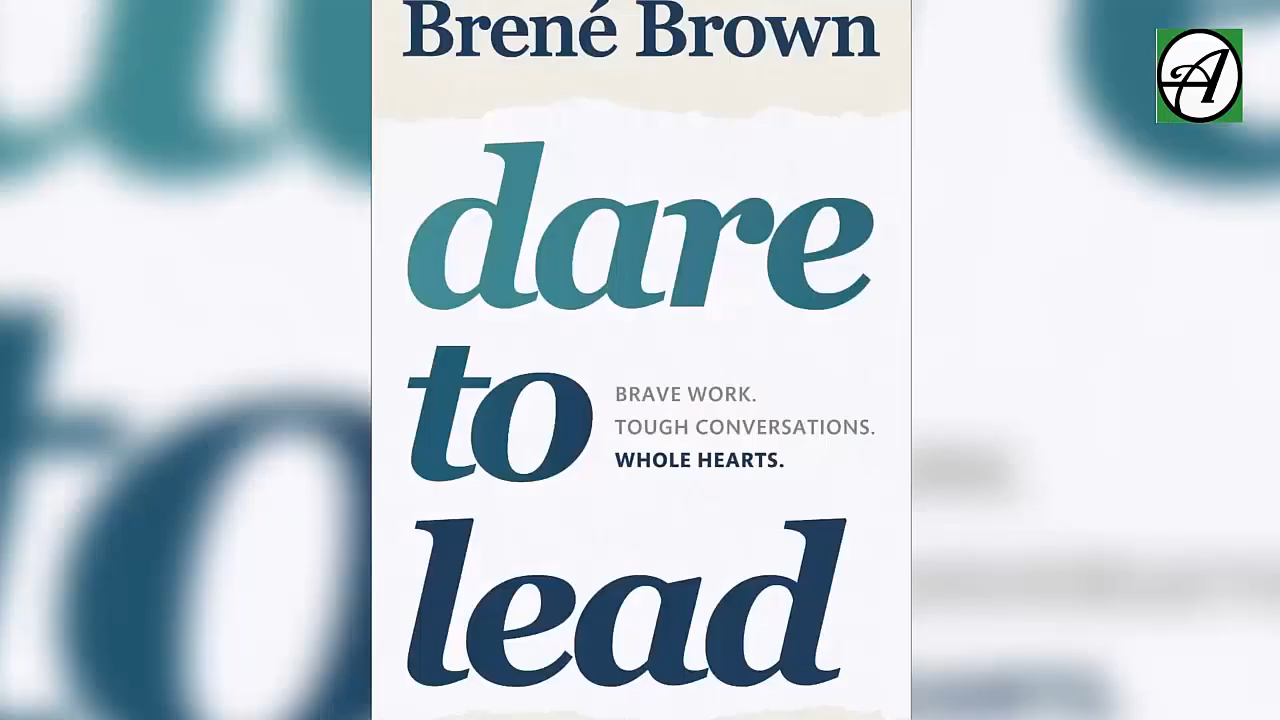 Brené Brown
dare
to
BRAVE WORK.
TOUGH CONVERSATIONS.
WHOLE HEARTS.
lead
A